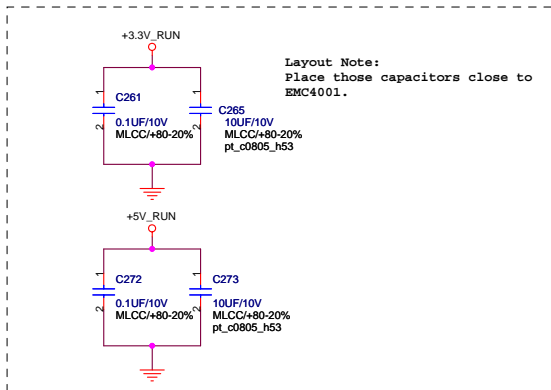 +3.3V_RUN
Layout Note:
Place those capacitors close to
EMC4001.
1
C261
2
0.1UF/10V
MLCC/+80-20%
1
C265
2
10UF/10V
MLCC/+80-20%
pt_c0805_h53
+5V_RUN
1
C272
2
0.1UF/10V
MLCC/+80-20%
1
C273
2
10UF/10V
MLCC/+80-20%
pt_c0805_h53